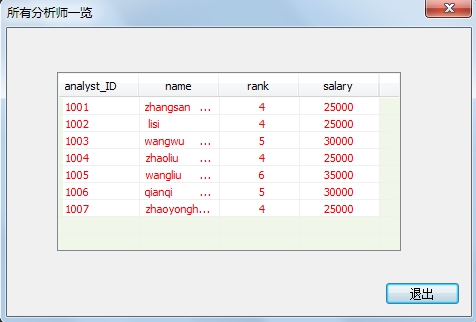 所有分析师一览
analyst_ID name rank salary
1001 zhangsan ... 4 25000
1002 lisi 4 25000
1003 wangwu ... 5 30000
1004 zhaoliu ... 4 25000
1005 wangliu ... 6 35000
1006 qianqi ... 5 30000
1007 zhaoyongh... 4 25000
退出